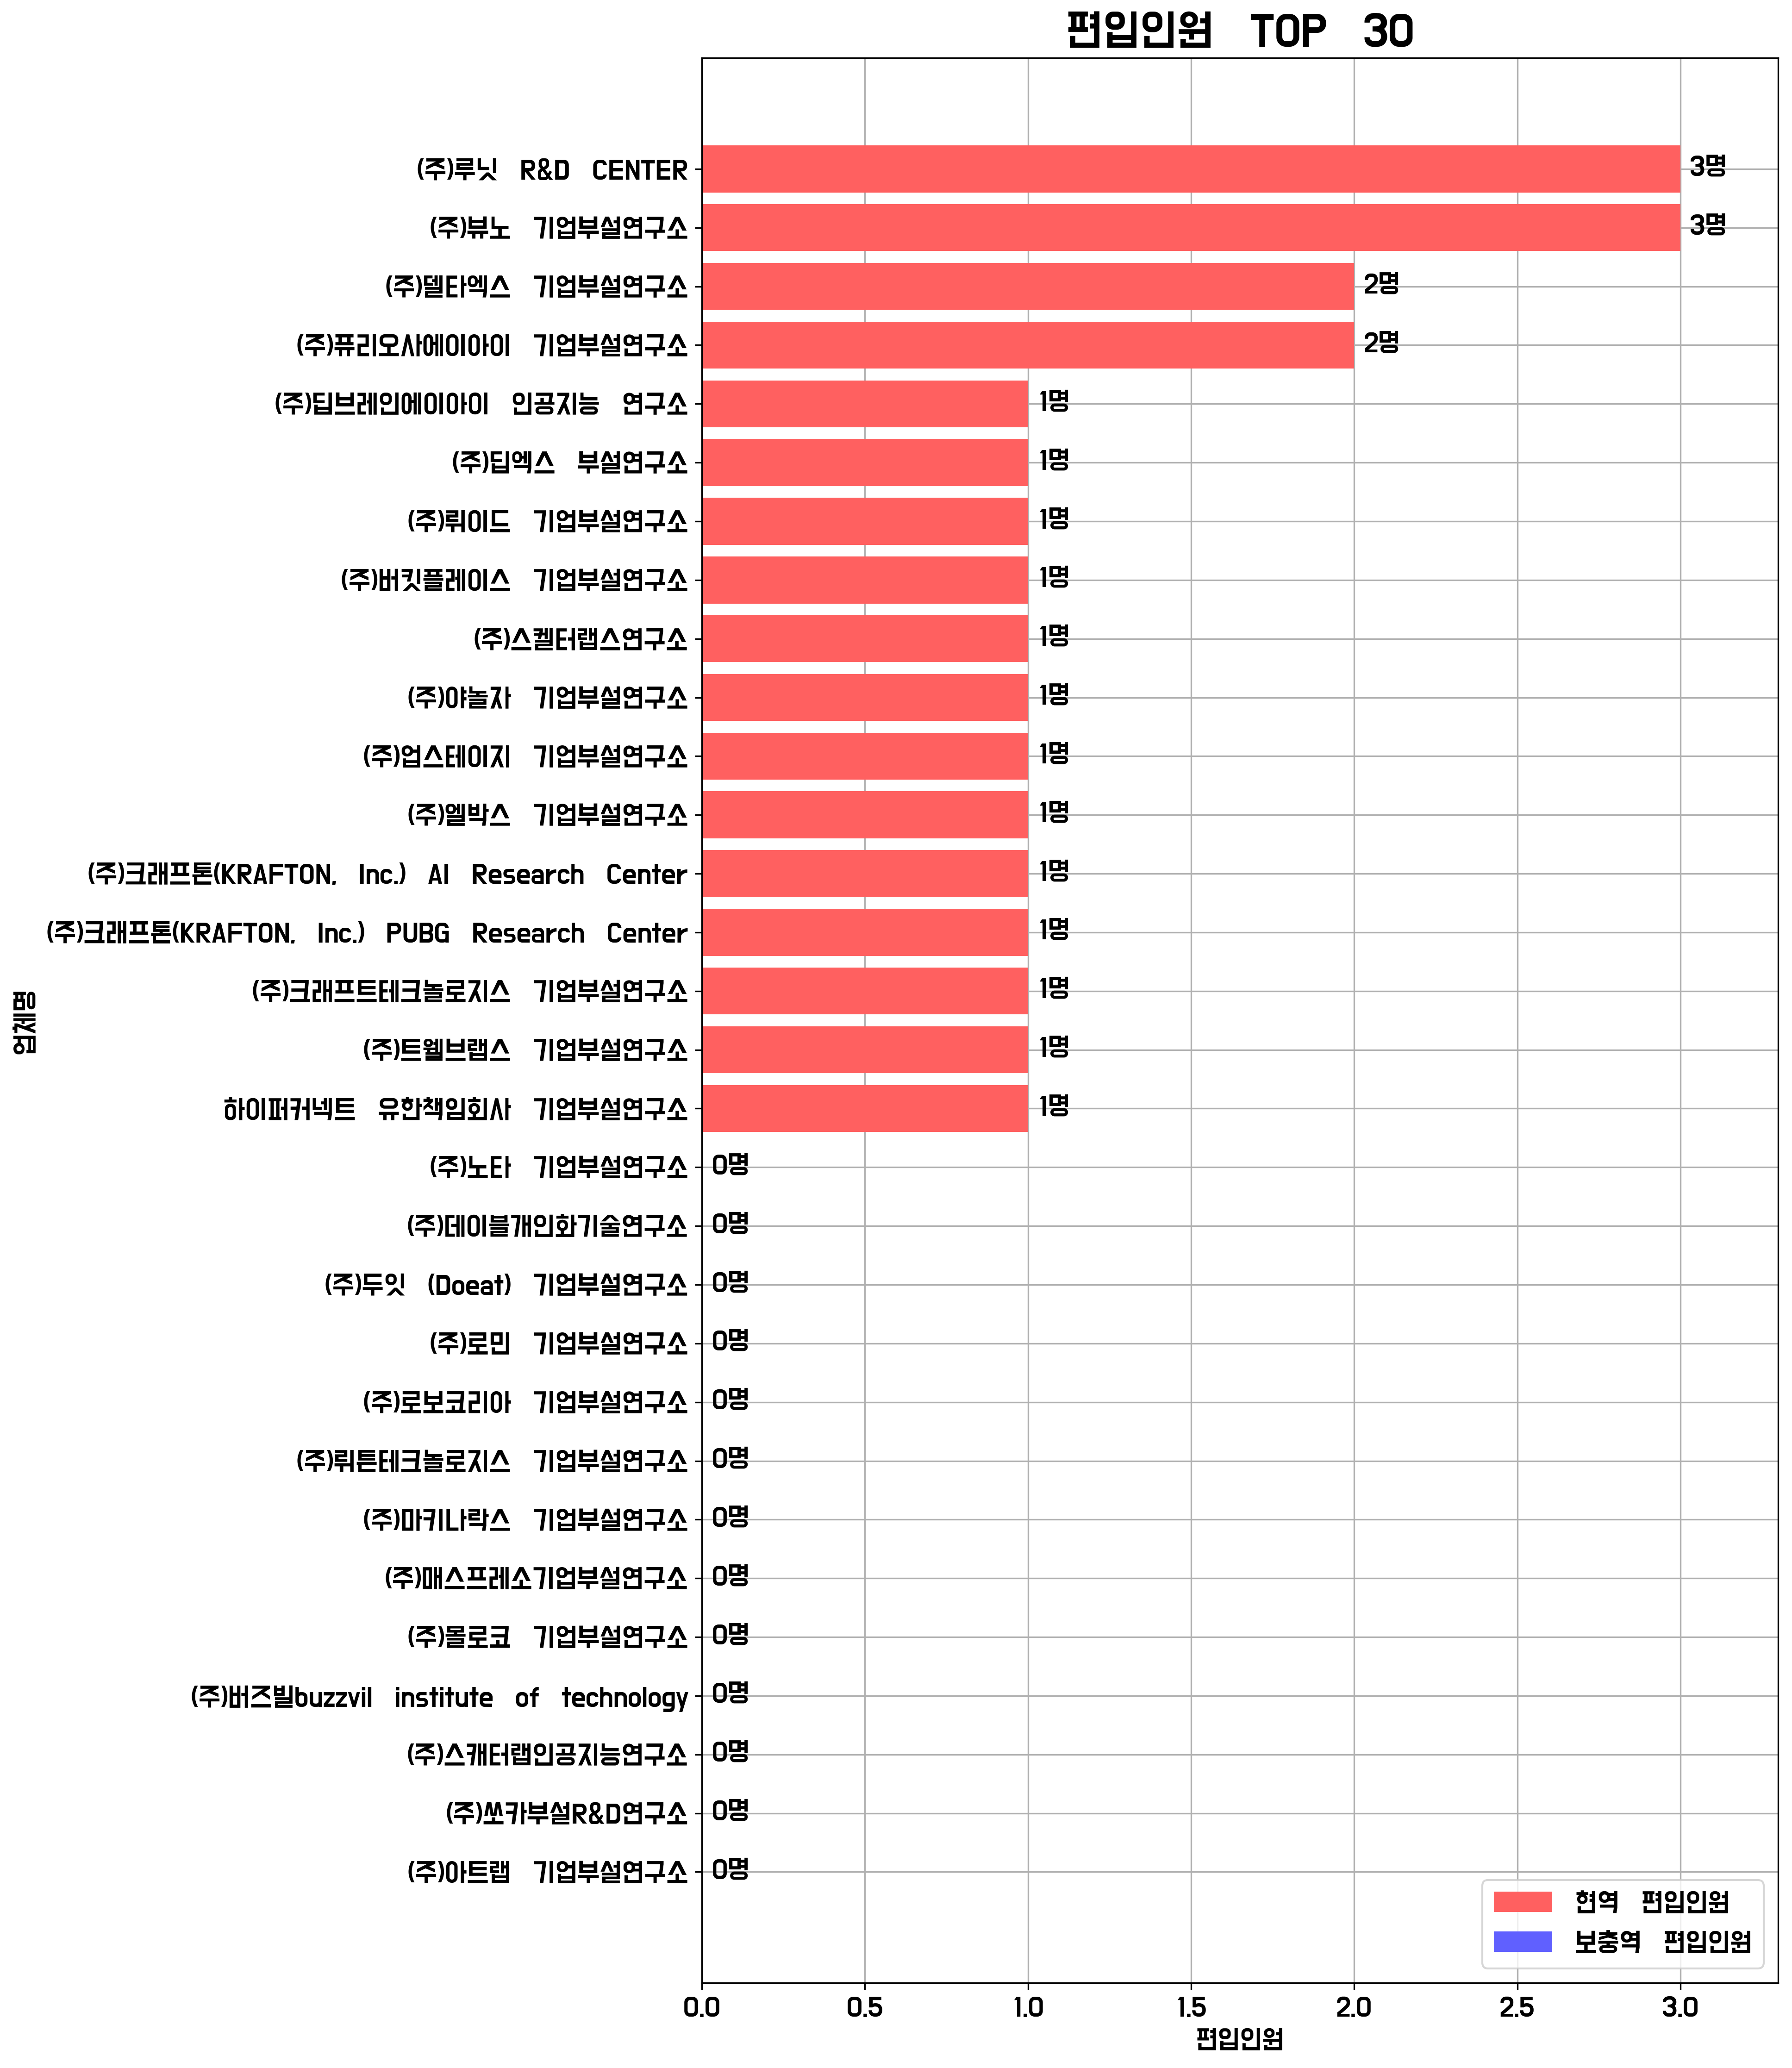 편입인원 TOP 30
(주)루닛 R&D CENTER 3명
(주)뷰노 기업부설연구소 3명
(주)델타엑스 기업부설연구소 2명
(주)퓨리오사에이아이 기업부설연구소 2명
(주)딥브레인에이아이 인공지능 연구소 1명
(주)딥엑스 부설연구소 1명
(주)뤼이드 기업부설연구소 1명
(주)버킷플레이스 기업부설연구소 1명
(주)스켈터랩스연구소 1명
(주)야놀자 기업부설연구소 1명
(주)업스테이지 기업부설연구소 1명
(주)엘박스 기업부설연구소 1명
(주)크래프톤(KRAFTON, Inc.) AI Research Center 1명
(주)크래프톤(KRAFTON, Inc.) PUBG Research Center 1명
(주)크래프트테크놀로지스 기업부설연구소 1명
(주)트웰브랩스 기업부설연구소 1명
하이퍼커넥트 유한책임회사 기업부설연구소 1명
(주)노타 기업부설연구소 0명
(주)데이블개인화기술연구소 0명
(주)두잇 (Doeat) 기업부설연구소 0명
(주)로민 기업부설연구소 0명
(주)로보코리아 기업부설연구소 0명
(주)뤼튼테크놀로지스 기업부설연구소 0명
(주)마키나락스 기업부설연구소 0명
(주)매스프레소기업부설연구소 0명
(주)몰로코 기업부설연구소 0명
(주)버즈빌buzzvil institute of technology 0명
(주)스캐터랩인공지능연구소 0명
(주)쏘카부설R&D연구소 0명
(주)아트랩 기업부설연구소 0명
업체명
현역 편입인원
보충역 편입인원
0.0 0.5 1.0 1.5 2.0 2.5 3.0
편입인원